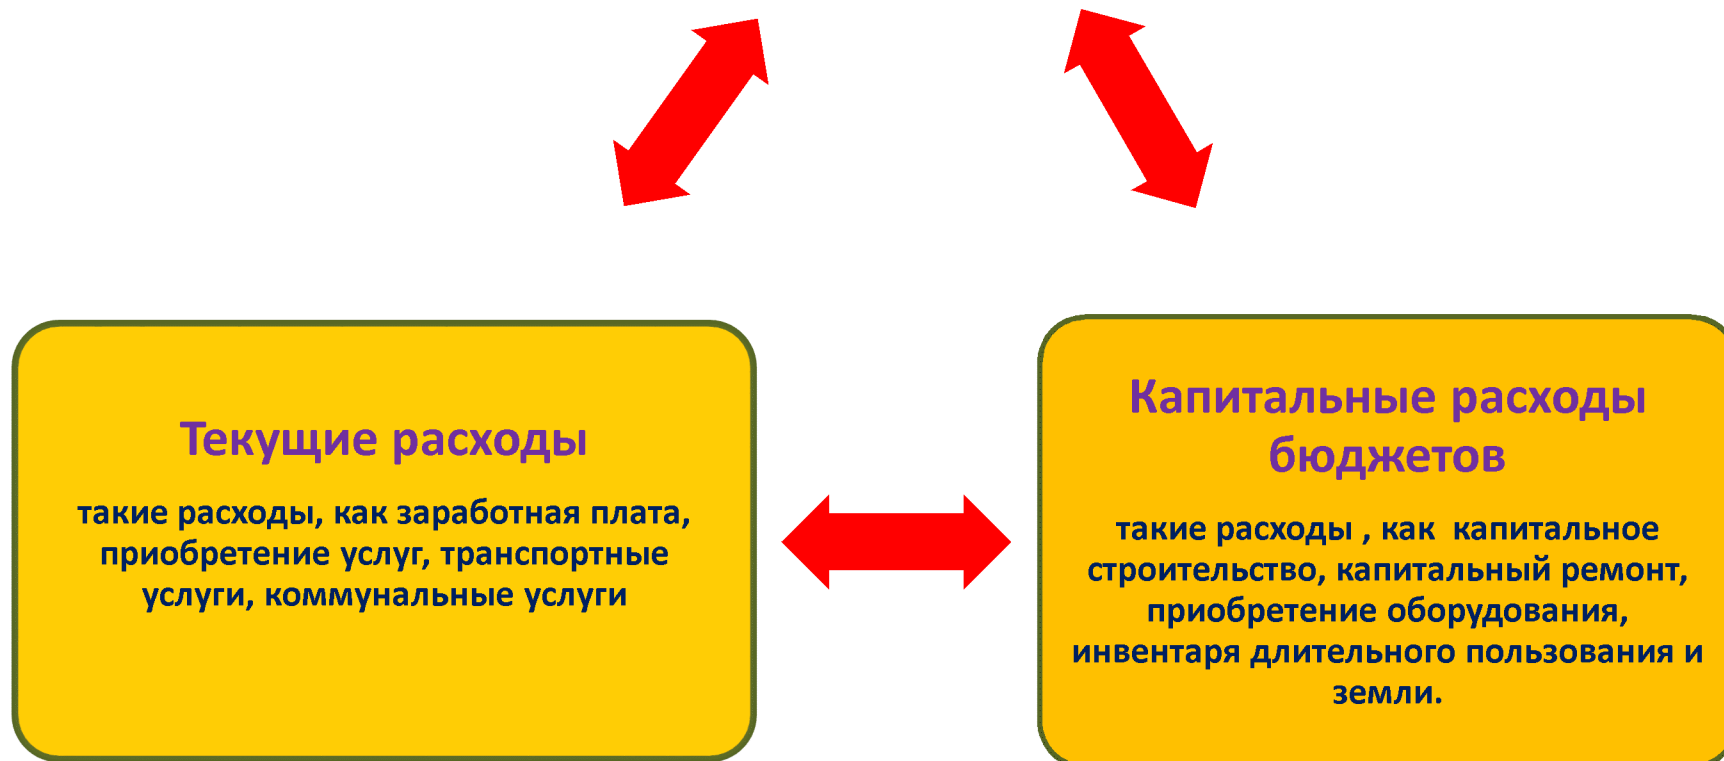 Текущие расходы
такие расходы, как заработная плата,
приобретение услуг, транспортные
услуги, коммунальные услуги
Капитальные расходы
бюджетов
такие расходы , как  капитальное
строительство, капитальный ремонт,
приобретение оборудования,
инвентаря длительного пользования и
земли.